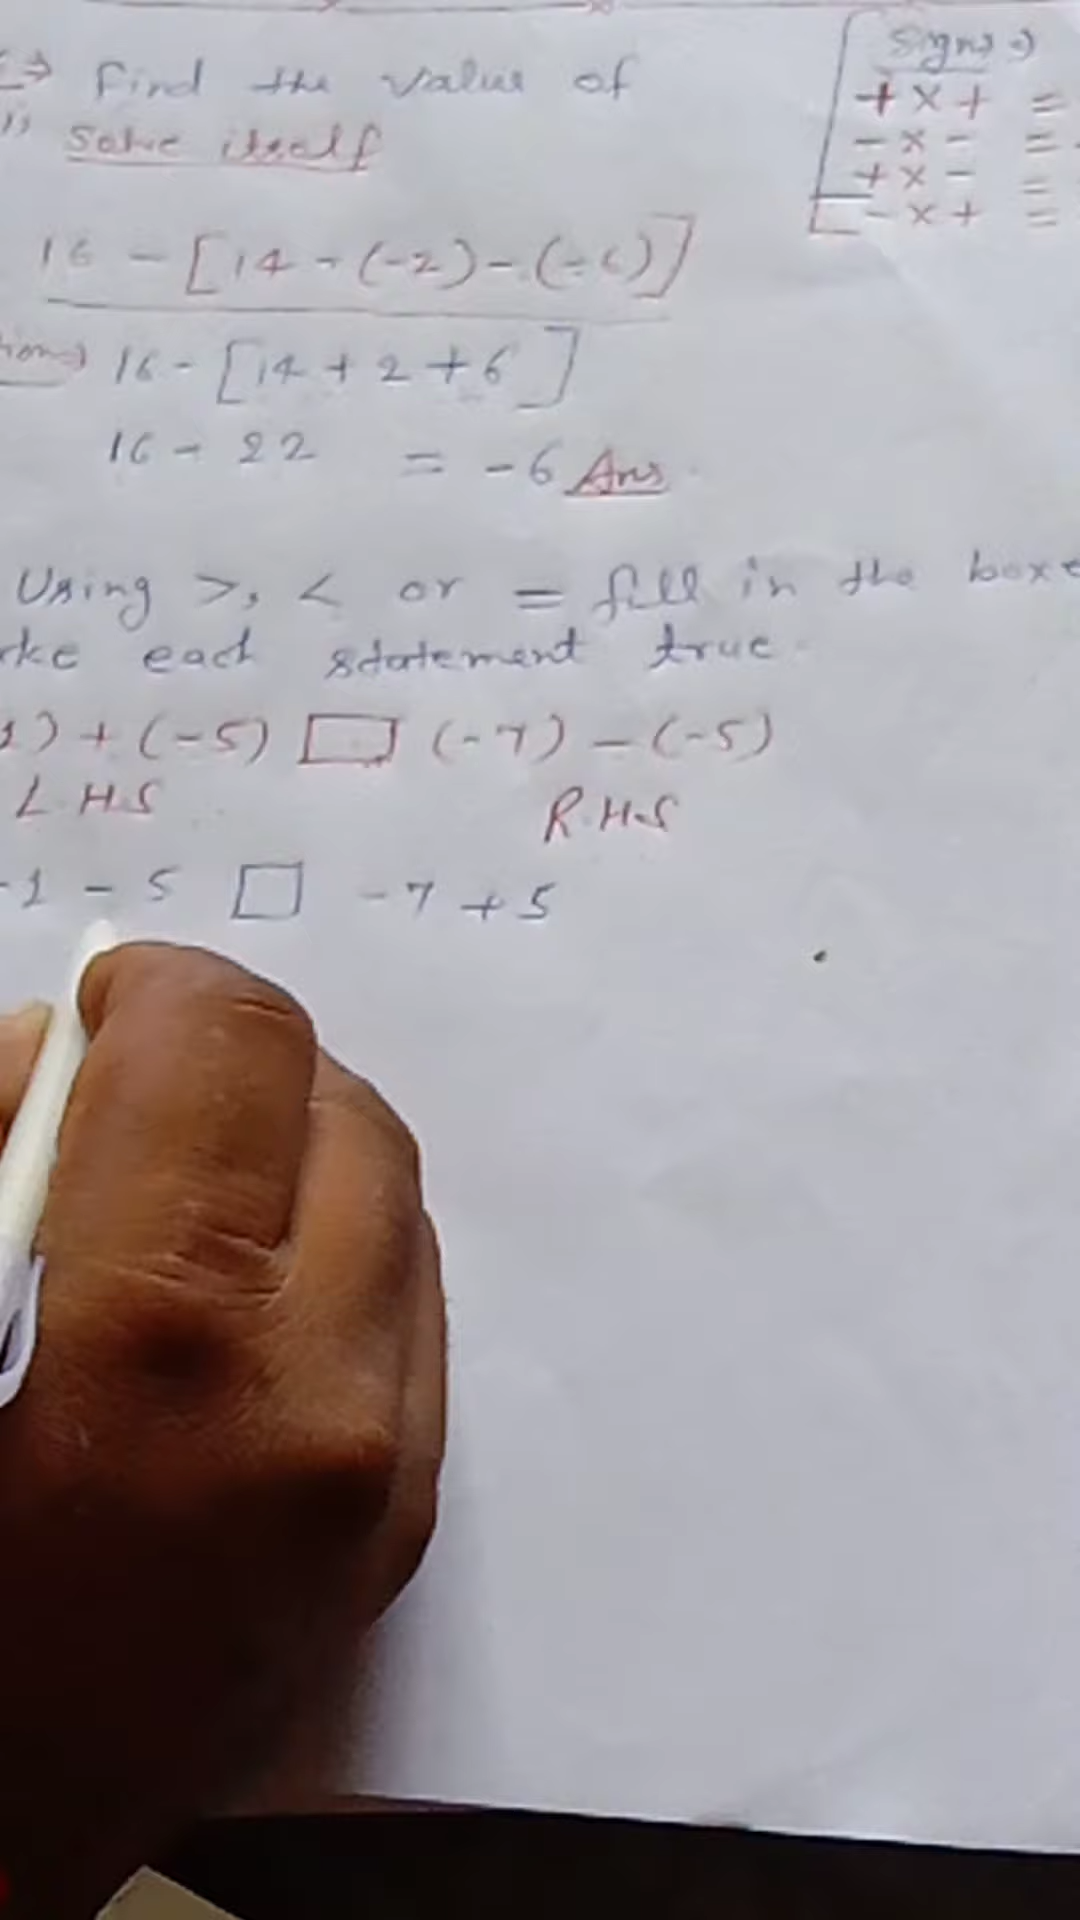 Find the value of
Solve itself
Signs ⇒
+ × + =
- × - =
+ × - =
- × + =
16 - [14 - (-2) - (-6)]
16 - [14 + 2 + 6]
16 - 22 = -6 Ans
Using >, < or = fill in the
each statement true
) + (-5) □ (-7) - (-5)
L.H.S R.H.S
-1 - 5 □ -7 + 5